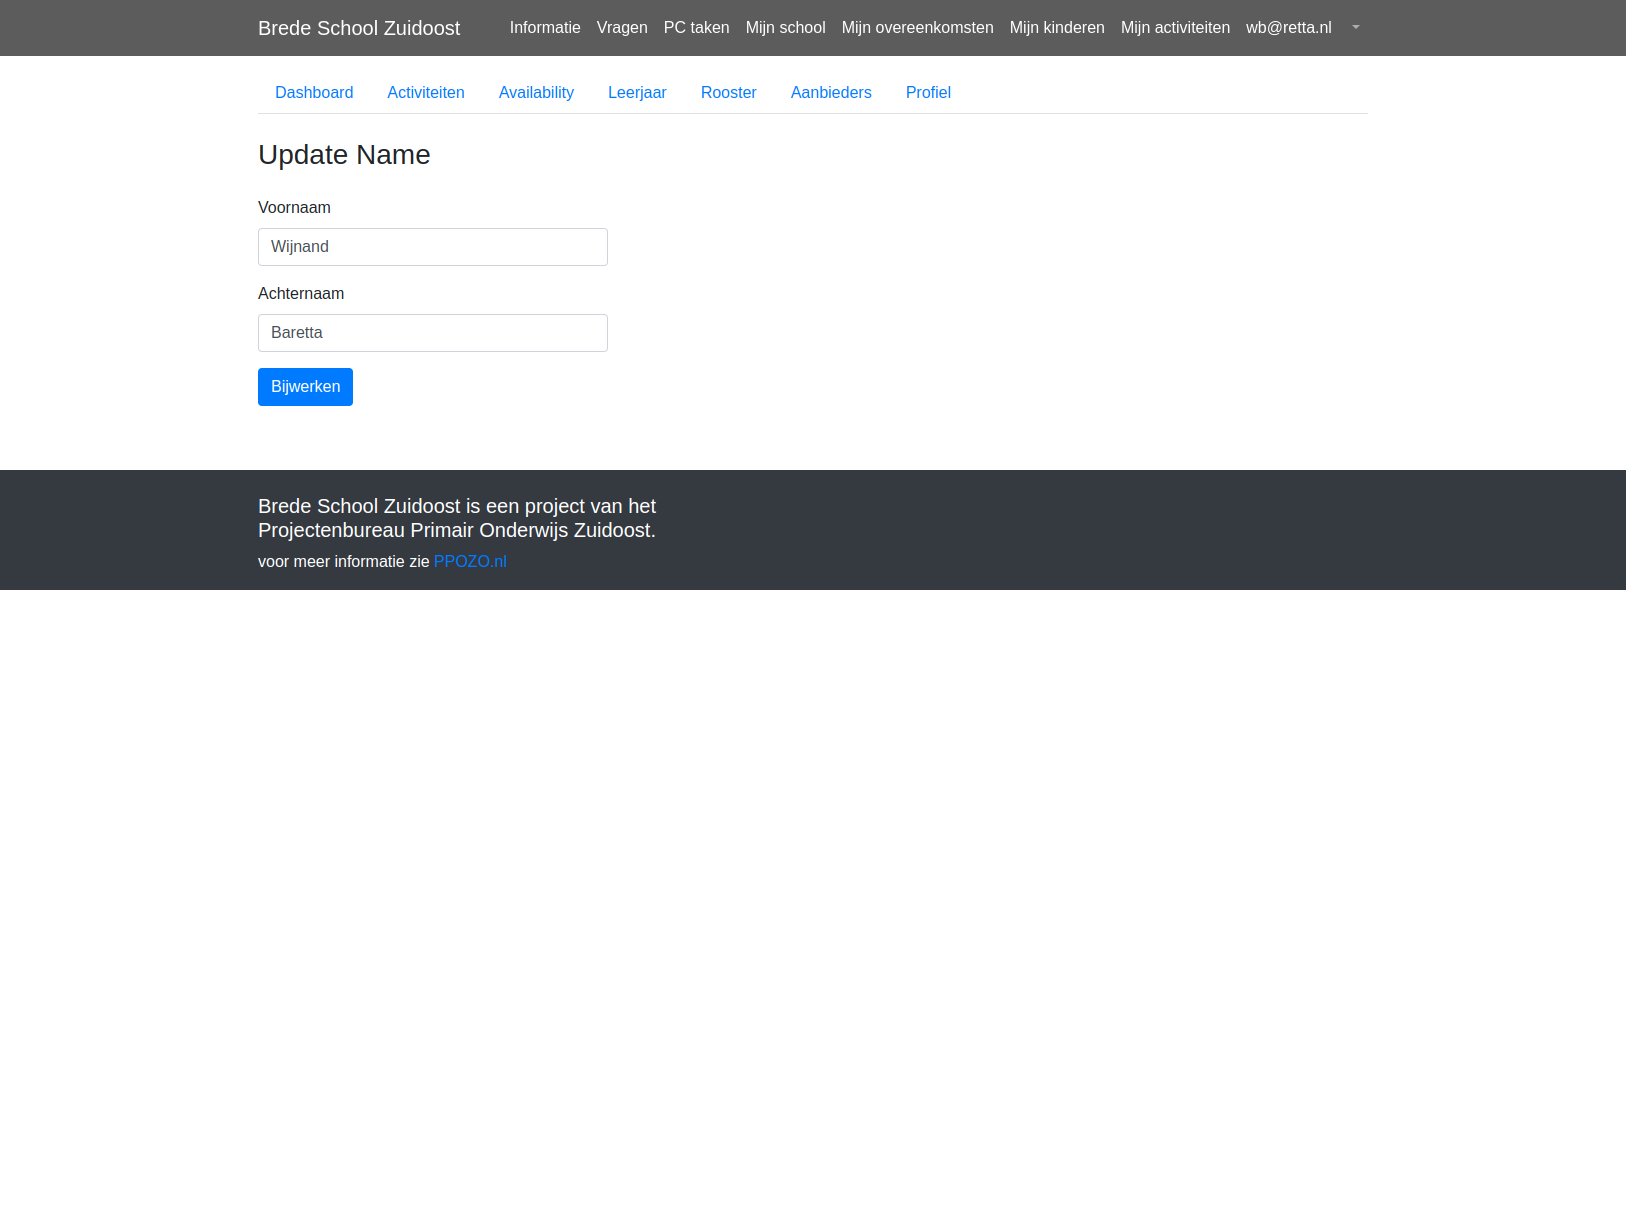 Brede School Zuidoost Informatie Vragen PC taken Mijn school Mijn overeenkomsten Mijn kinderen Mijn activiteiten wb@retta.nl
Dashboard Activiteiten Availability Leerjaar Rooster Aanbieders Profiel
Update Name
Voornaam
Wijnand
Achternaam
Baretta
Bijwerken
Brede School Zuidoost is een project van het
Projectenbureau Primair Onderwijs Zuidoost.
voor meer informatie zie PPOZO.nl